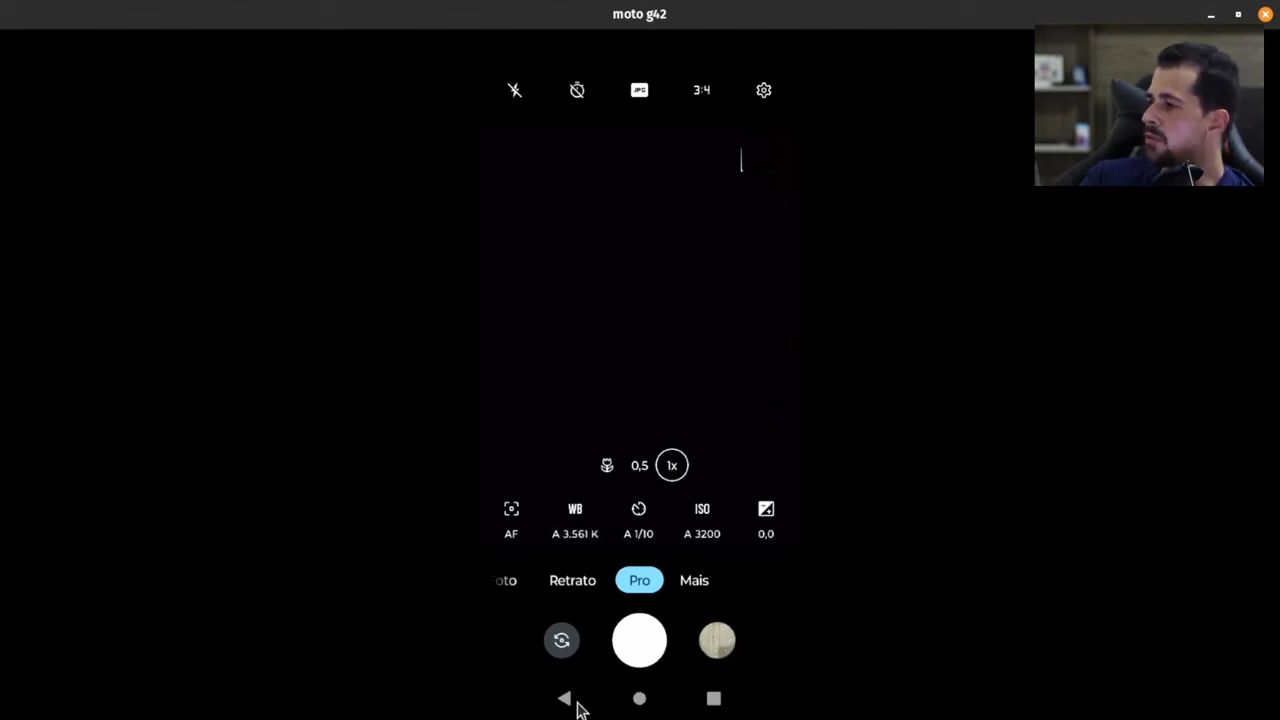 moto g42
JPG 3:4
0,5 1x
WB ISO
AF A 3.561 K A 1/10 A 3200 0,0
oto Retrato Pro Mais